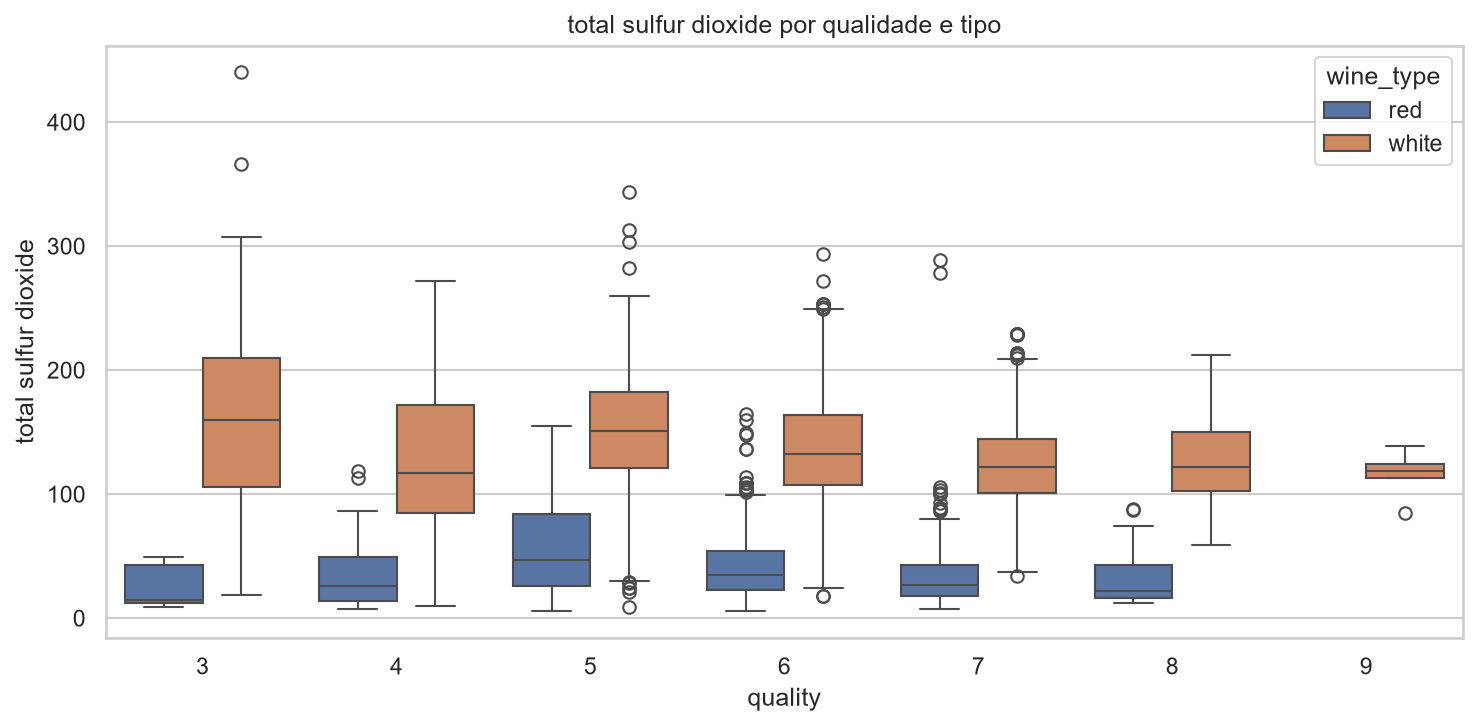 total sulfur dioxide por qualidade e tipo
wine_type
red
white
total sulfur dioxide
400
300
200
100
0
3 4 5 6 7 8 9
quality